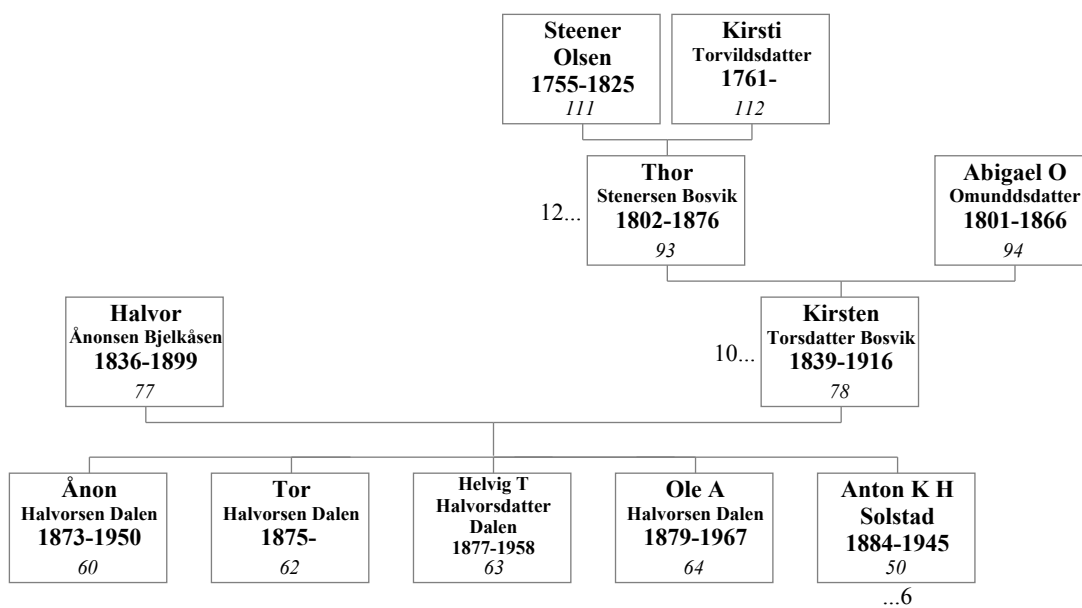 Steener
Olsen
1755-1825
111
Kirsti
Torvildsdatter
1761-
112
12...
Thor
Stenersen Bosvik
1802-1876
93
Abigael O
Omunddsdatter
1801-1866
94
Halvor
Ånonsen Bjelkåsen
1836-1899
77
10...
Kirsten
Torsdatter Bosvik
1839-1916
78
Ånon
Halvorsen Dalen
1873-1950
60
Tor
Halvorsen Dalen
1875-
62
Helvig T
Halvorsdatter
Dalen
1877-1958
63
Ole A
Halvorsen Dalen
1879-1967
64
Anton K H
Solstad
1884-1945
50
...6